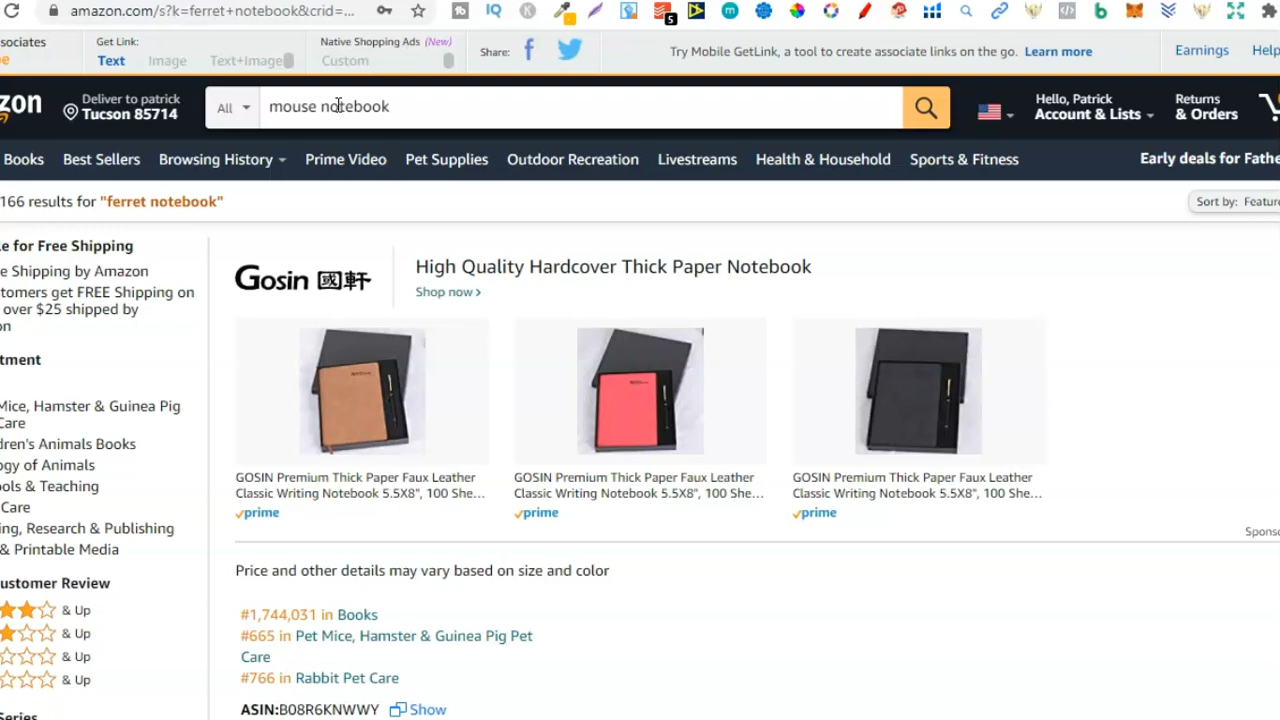 amazon.com/s?k=ferret+notebook&crid=...
5
sociates
Get Link:
Text
Image
Text+Image
Native Shopping Ads (New)
Custom
Share:
Try Mobile GetLink, a tool to create associate links on the go. Learn more
Earnings
Help
zon
Deliver to patrick
Tucson 85714
All
mouse notebook
Hello, Patrick
Account & Lists
Returns
& Orders
Books
Best Sellers
Browsing History
Prime Video
Pet Supplies
Outdoor Recreation
Livestreams
Health & Household
Sports & Fitness
Early deals for Fathe
166 results for "ferret notebook"
Sort by: Featur
le for Free Shipping
e Shipping by Amazon
tomers get FREE Shipping on
over $25 shipped by
on
tment
Mice, Hamster & Guinea Pig
Care
dren's Animals Books
ogy of Animals
ols & Teaching
Care
ing, Research & Publishing
& Printable Media
ustomer Review
& Up
& Up
& Up
& Up
Series
Gosin 國軒
High Quality Hardcover Thick Paper Notebook
Shop now ›
GOSIN Premium Thick Paper Faux Leather
Classic Writing Notebook 5.5X8", 100 She...
prime
GOSIN Premium Thick Paper Faux Leather
Classic Writing Notebook 5.5X8", 100 She...
prime
GOSIN Premium Thick Paper Faux Leather
Classic Writing Notebook 5.5X8", 100 She...
prime
Sponso
Price and other details may vary based on size and color
#1,744,031 in Books
#665 in Pet Mice, Hamster & Guinea Pig Pet
Care
#766 in Rabbit Pet Care
ASIN:B08R6KNWWY Show